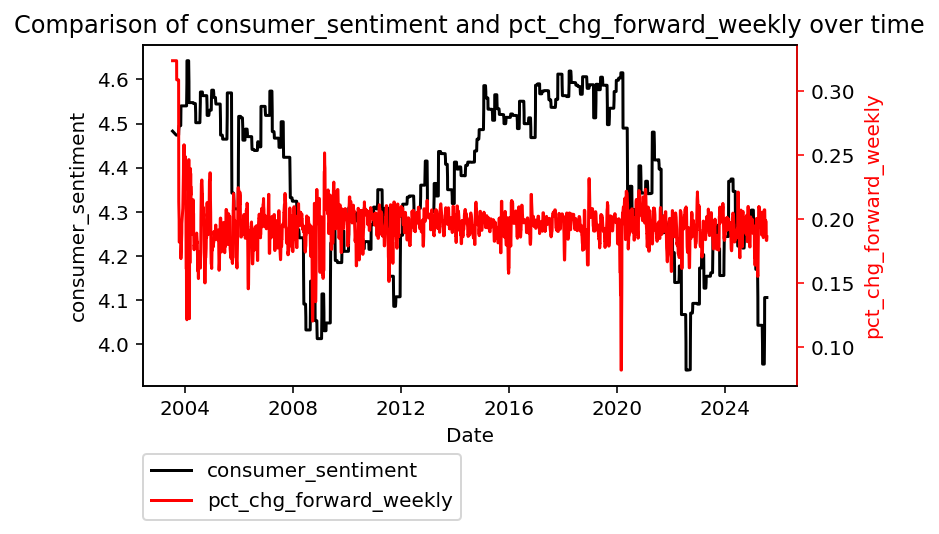 Comparison of consumer_sentiment and pct_chg_forward_weekly over time
consumer_sentiment
4.6
4.5
4.4
4.3
4.2
4.1
4.0
0.30
0.25
0.20
0.15
0.10
pct_chg_forward_weekly
2004 2008 2012 2016 2020 2024
Date
consumer_sentiment
pct_chg_forward_weekly